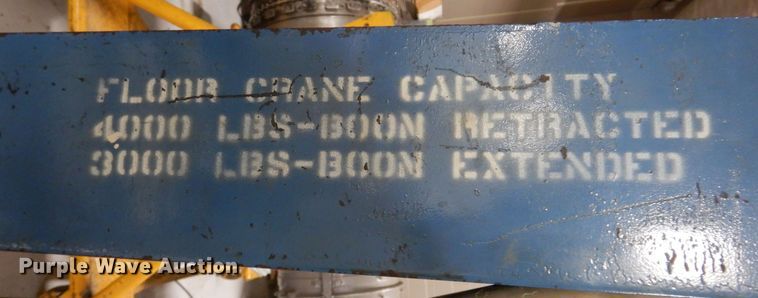 FLOOR CRANE CAPACITY
4000 LBS-BOON RETRACTED
3000 LBS-BOON EXTENDED
Purple Wave Auction